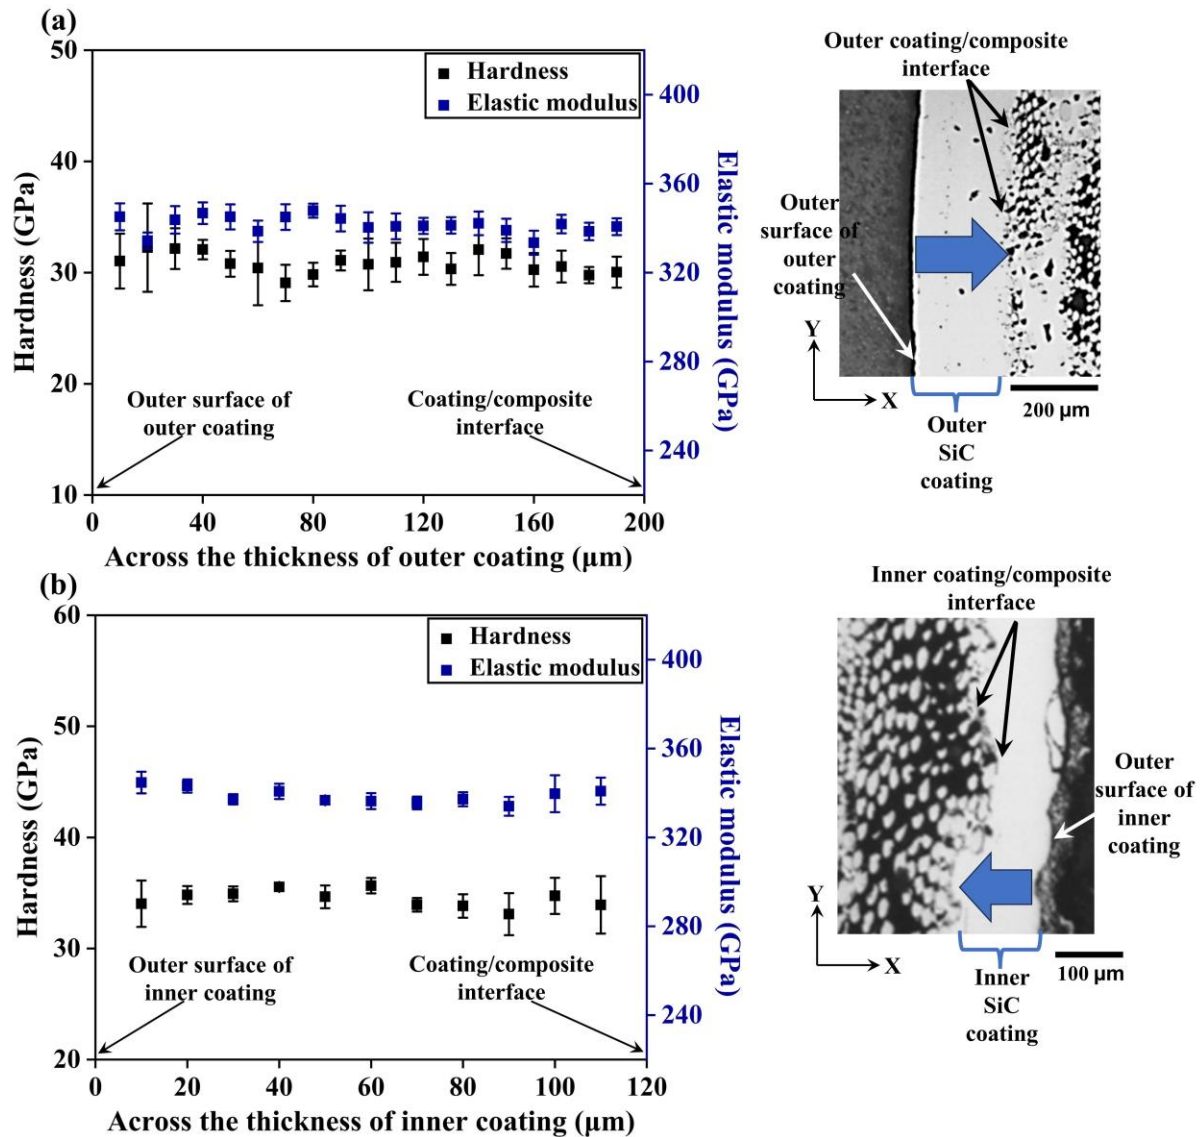 (a)
50
40
30
20
10
Hardness (GPa)
Hardness
Elastic modulus
400
360
320
280
240
Elastic modulus (GPa)
Outer surface of
outer coating
Coating/composite
interface
0
40
80
120
160
200
Across the thickness of outer coating (μm)
Outer coating/composite
interface
Outer
surface of
outer
coating
Y
X
200 μm
Outer
SiC
coating
(b)
60
50
40
30
20
Hardness (GPa)
Hardness
Elastic modulus
400
360
320
280
240
Elastic modulus (GPa)
Outer surface of
inner coating
Coating/composite
interface
0
20
40
60
80
100
120
Across the thickness of inner coating (μm)
Inner coating/composite
interface
Outer
surface of
inner
coating
Y
X
100 μm
Inner
SiC
coating